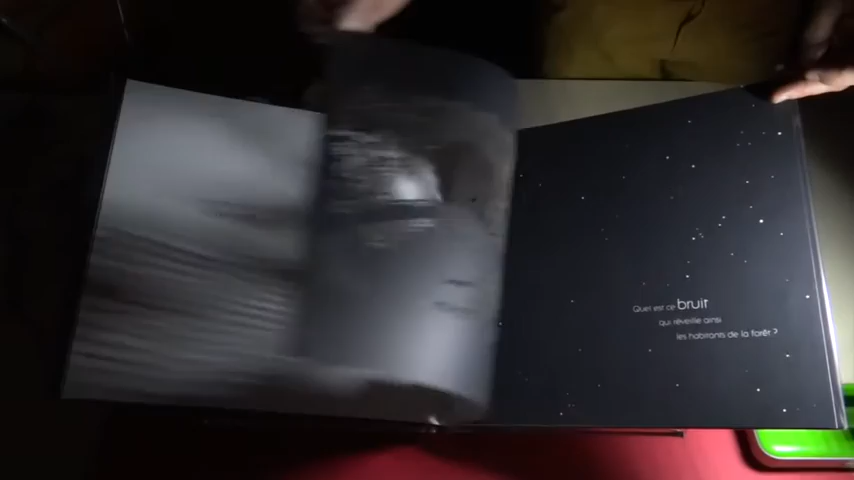 Quel est ce bruit
qui réveille ainsi
les habitants de la forêt ?